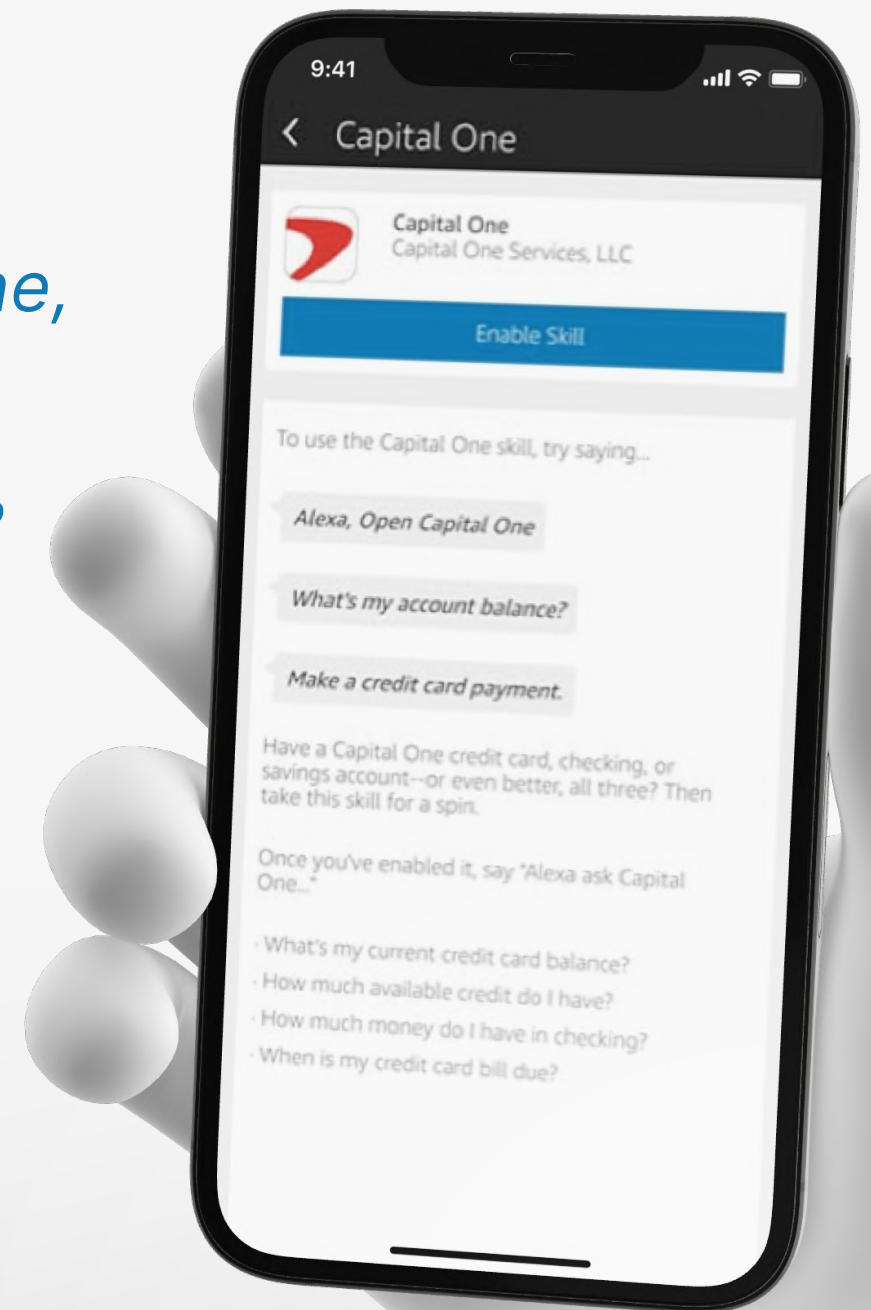 9:41
Capital One
Capital One
Capital One Services, LLC
Enable Skill
To use the Capital One skill, try saying...
Alexa, Open Capital One
What's my account balance?
Make a credit card payment.
Have a Capital One credit card, checking, or
savings account--or even better, all three? Then
take this skill for a spin.
Once you've enabled it, say "Alexa ask Capital
One..."
· What's my current credit card balance?
· How much available credit do I have?
· How much money do I have in checking?
· When is my credit card bill due?